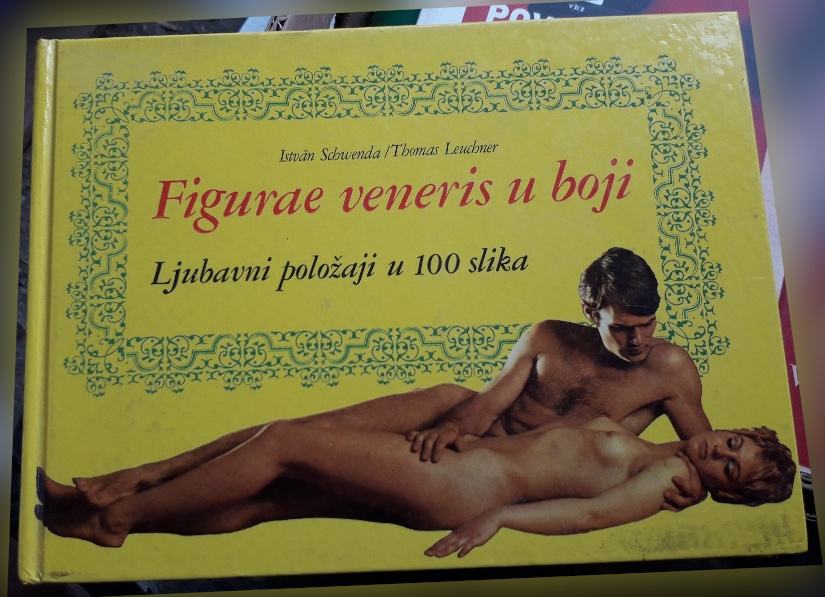 István Schwenda / Thomas Leuchner
Figurae veneris u boji
Ljubavni položaji u 100 slika